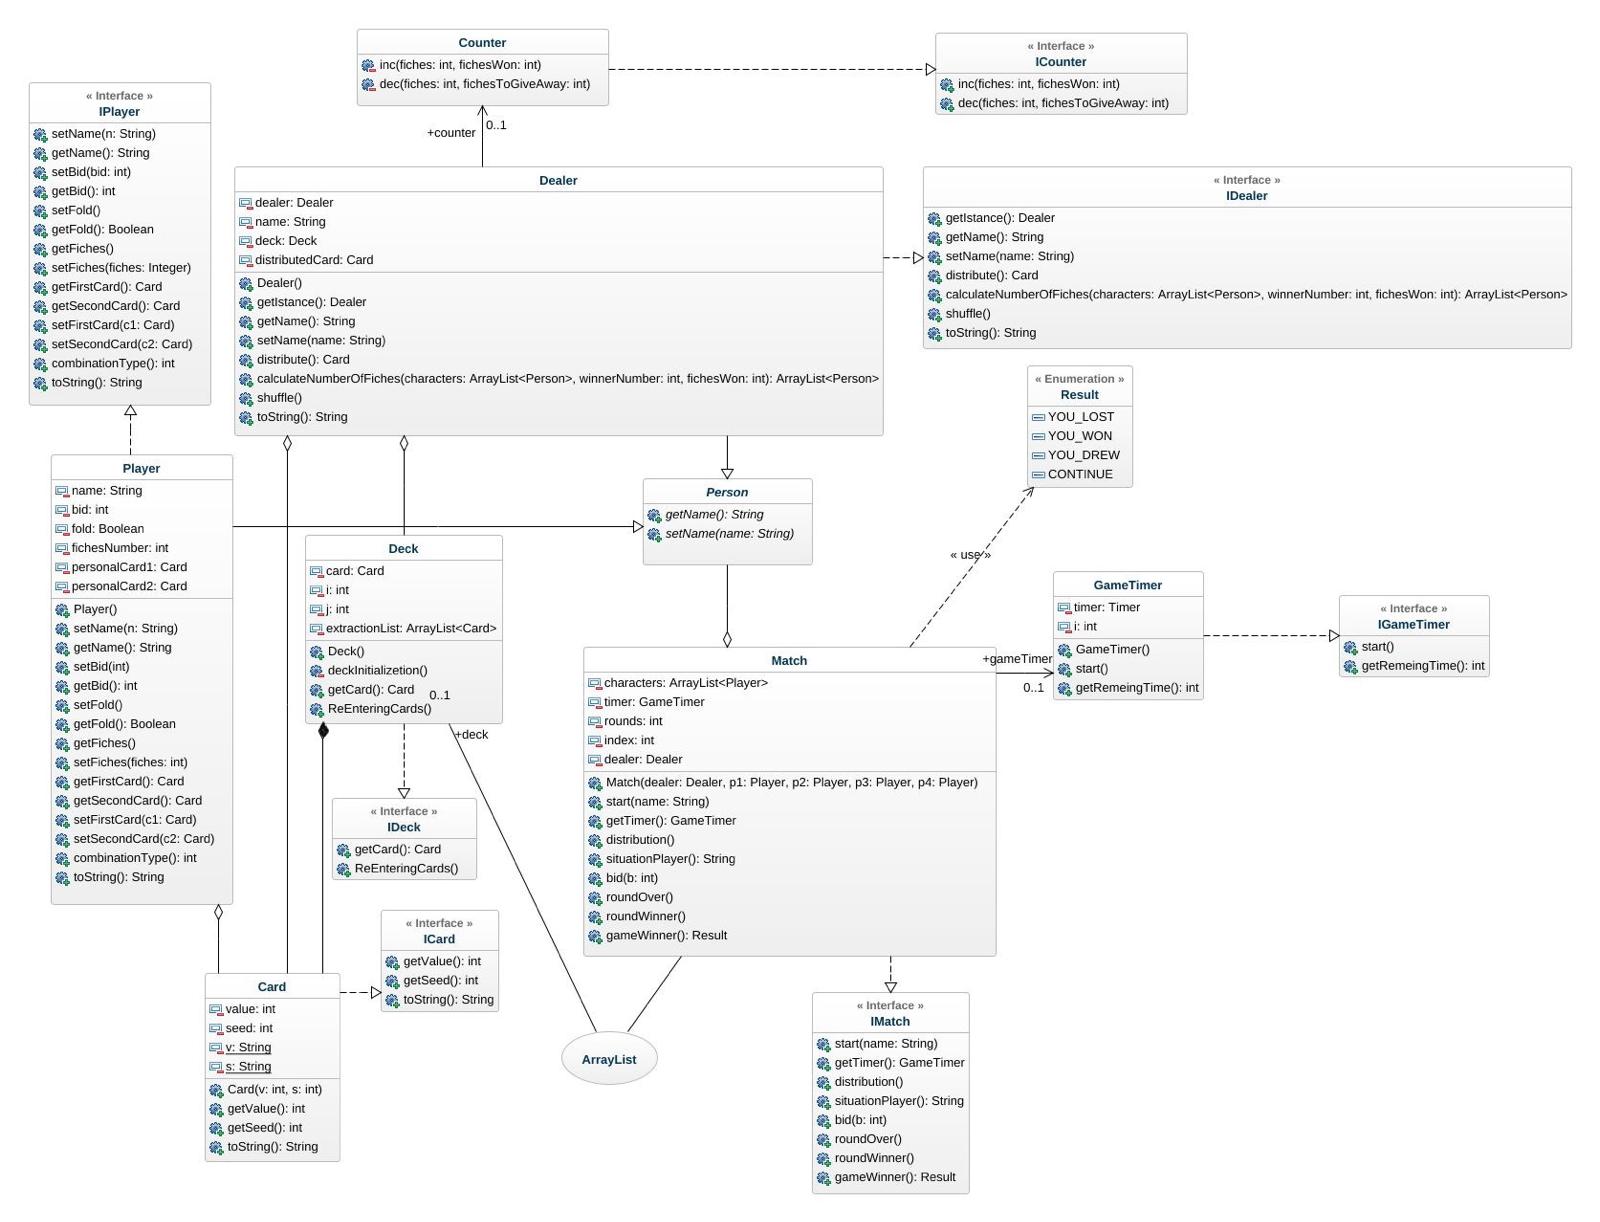 Counter
inc(fiches: int, fichesWon: int)
dec(fiches: int, fichesToGiveAway: int)
« Interface »
ICounter
inc(fiches: int, fichesWon: int)
dec(fiches: int, fichesToGiveAway: int)
« Interface »
IPlayer
setName(n: String)
getName(): String
setBid(bid: int)
getBid(): int
setFold()
getFold(): Boolean
getFiches()
setFiches(fiches: Integer)
getFirstCard(): Card
getSecondCard(): Card
setFirstCard(c1: Card)
setSecondCard(c2: Card)
combinationType(): int
toString(): String
+counter
0..1
Dealer
dealer: Dealer
name: String
deck: Deck
distributedCard: Card
Dealer()
getIstance(): Dealer
getName(): String
setName(name: String)
distribute(): Card
calculateNumberOfFiches(characters: ArrayList<Person>, winnerNumber: int, fichesWon: int): ArrayList<Person>
shuffle()
toString(): String
« Interface »
IDealer
getIstance(): Dealer
getName(): String
setName(name: String)
distribute(): Card
calculateNumberOfFiches(characters: ArrayList<Person>, winnerNumber: int, fichesWon: int): ArrayList<Person>
shuffle()
toString(): String
« Enumeration »
Result
YOU_LOST
YOU_WON
YOU_DREW
CONTINUE
Player
name: String
bid: int
fold: Boolean
fichesNumber: int
personalCard1: Card
personalCard2: Card
Player()
setName(n: String)
getName(): String
setBid(int)
getBid(): int
setFold()
getFold(): Boolean
getFiches()
setFiches(fiches: int)
getFirstCard(): Card
getSecondCard(): Card
setFirstCard(c1: Card)
setSecondCard(c2: Card)
combinationType(): int
toString(): String
Person
getName(): String
setName(name: String)
Deck
card: Card
i: int
j: int
extractionList: ArrayList<Card>
Deck()
deckInitializetion()
getCard(): Card
ReEnteringCards()
0..1
+deck
« use »
GameTimer
timer: Timer
i: int
GameTimer()
start()
getRemeingTime(): int
« Interface »
IGameTimer
start()
getRemeingTime(): int
+gameTimer
0..1
Match
characters: ArrayList<Player>
timer: GameTimer
rounds: int
index: int
dealer: Dealer
Match(dealer: Dealer, p1: Player, p2: Player, p3: Player, p4: Player)
start(name: String)
getTimer(): GameTimer
distribution()
situationPlayer(): String
bid(b: int)
roundOver()
roundWinner()
gameWinner(): Result
« Interface »
IDeck
getCard(): Card
ReEnteringCards()
« Interface »
ICard
getValue(): int
getSeed(): int
toString(): String
Card
value: int
seed: int
v: String
s: String
Card(v: int, s: int)
getValue(): int
getSeed(): int
toString(): String
ArrayList
« Interface »
IMatch
start(name: String)
getTimer(): GameTimer
distribution()
situationPlayer(): String
bid(b: int)
roundOver()
roundWinner()
gameWinner(): Result